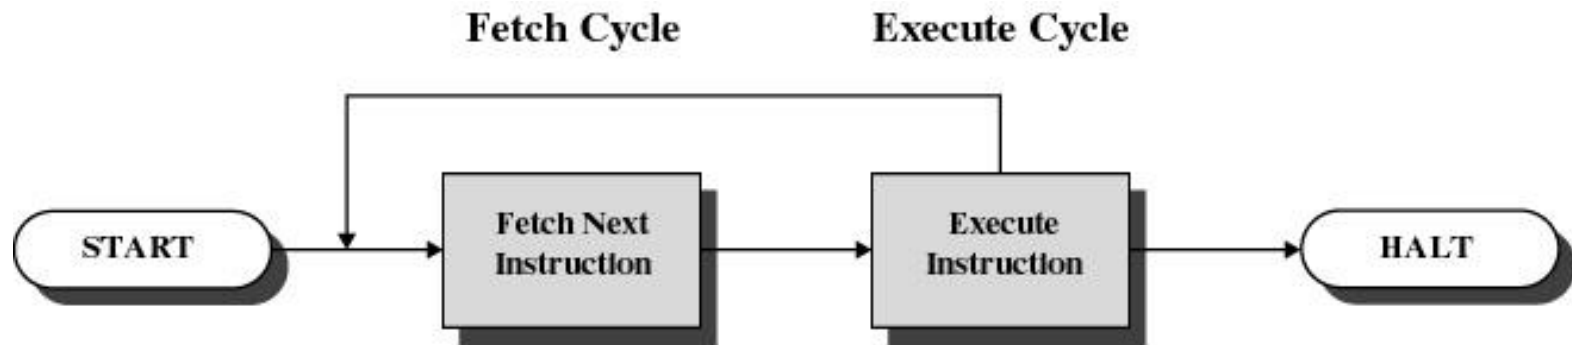 Fetch Cycle
Execute Cycle
START
Fetch Next
Instruction
Execute
Instruction
HALT